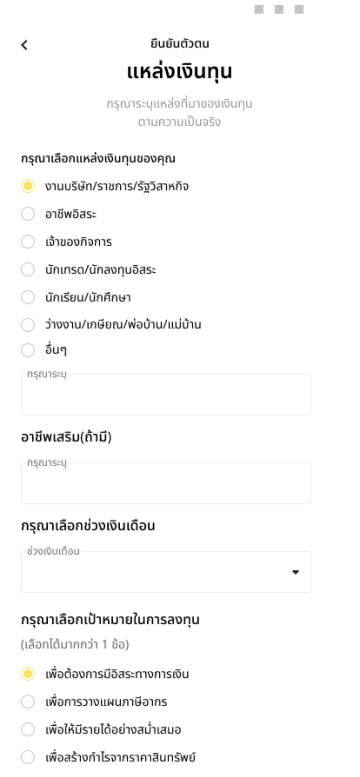 ยืนยันตัวตน
แหล่งเงินทุน
กรุณาระบุแหล่งที่มาของเงินทุน
ตามความเป็นจริง
กรุณาเลือกแหล่งเงินทุนของคุณ
งานบริษัท/ราชการ/รัฐวิสาหกิจ
อาชีพอิสระ
เจ้าของกิจการ
นักเทรด/นักลงทุนอิสระ
นักเรียน/นักศึกษา
ว่างงาน/เกษียณ/พ่อบ้าน/แม่บ้าน
อื่นๆ
กรุณาระบุ
อาชีพเสริม(ถ้ามี)
กรุณาระบุ
กรุณาเลือกช่วงเงินเดือน
ช่วงเงินเดือน
กรุณาเลือกเป้าหมายในการลงทุน
(เลือกได้มากกว่า 1 ข้อ)
เพื่อต้องการมีอิสระทางการเงิน
เพื่อการวางแผนภาษีอากร
เพื่อให้มีรายได้อย่างสม่ำเสมอ
เพื่อสร้างกำไรจากราคาสินทรัพย์